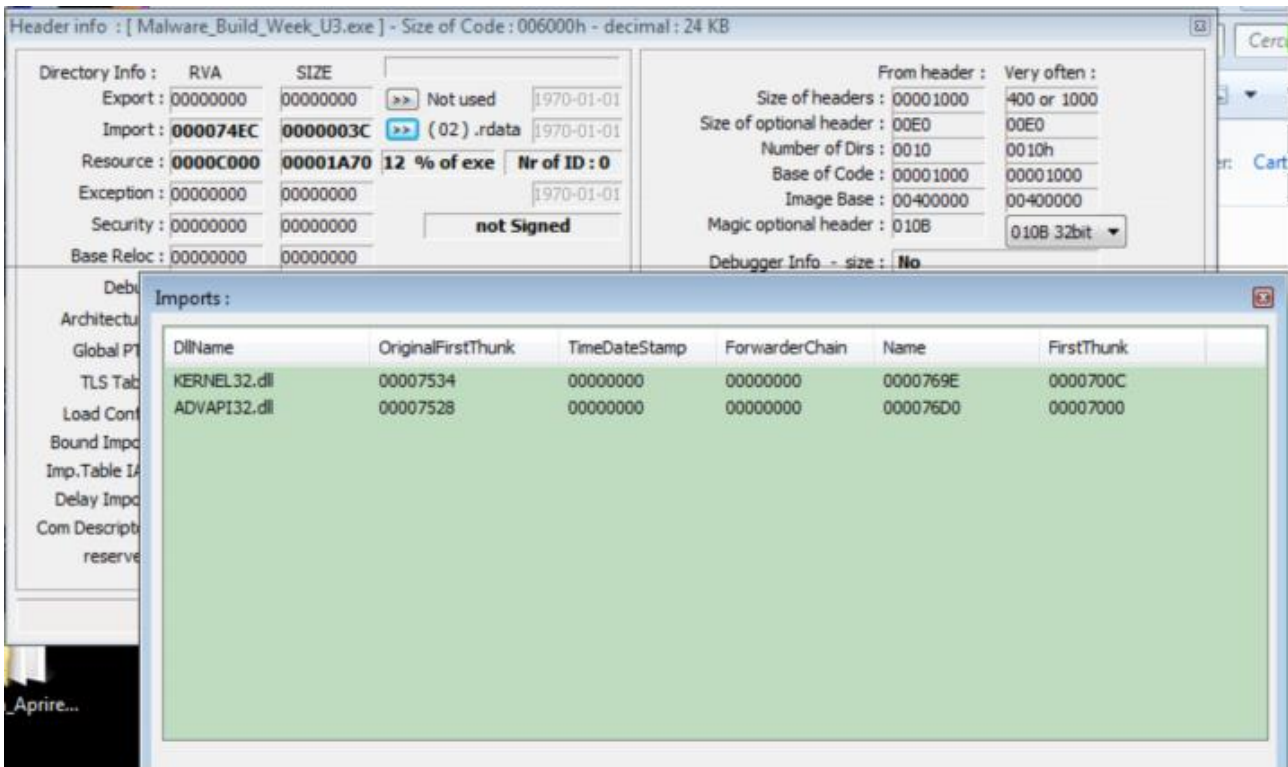 Header info : [ Malware_Build_Week_U3.exe ] - Size of Code : 006000h - decimal : 24 KB
Directory Info : RVA SIZE
Export : 00000000 00000000 >> Not used 1970-01-01
Import : 000074EC 0000003C >> ( 02 ) .rdata 1970-01-01
Resource : 0000C000 00001A70 12 % of exe Nr of ID : 0
Exception : 00000000 00000000 1970-01-01
Security : 00000000 00000000 not Signed
Base Reloc : 00000000 00000000
Debu
Architectu
Global PT
TLS Tab
Load Conf
Bound Impo
Imp.Table IA
Delay Impo
Com Descripto
reserve
From header : Very often :
Size of headers : 00001000 400 or 1000
Size of optional header : 00E0 00E0
Number of Dirs : 0010 0010h
Base of Code : 00001000 00001000
Image Base : 00400000 00400000
Magic optional header : 010B 010B 32bit
Debugger Info - size : No
Cerc
er: Cart
Imports :
DllName OriginalFirstThunk TimeDateStamp ForwarderChain Name FirstThunk
KERNEL32.dll 00007534 00000000 00000000 0000769E 0000700C
ADVAPI32.dll 00007528 00000000 00000000 000076D0 00007000
_Aprire...